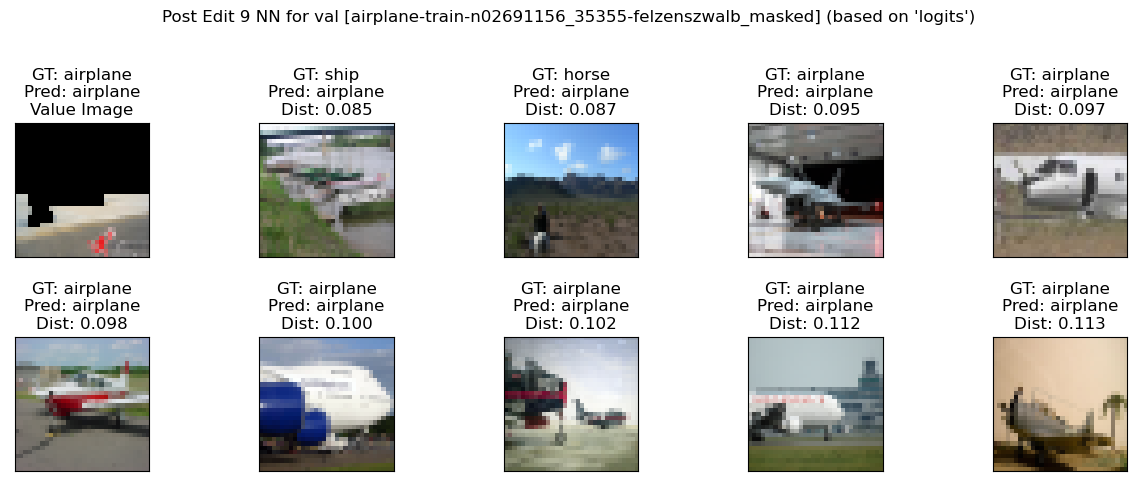 Post Edit 9 NN for val [airplane-train-n02691156_35355-felzenszwalb_masked] (based on 'logits')
GT: airplane
Pred: airplane
Value Image
GT: ship
Pred: airplane
Dist: 0.085
GT: horse
Pred: airplane
Dist: 0.087
GT: airplane
Pred: airplane
Dist: 0.095
GT: airplane
Pred: airplane
Dist: 0.097
GT: airplane
Pred: airplane
Dist: 0.098
GT: airplane
Pred: airplane
Dist: 0.100
GT: airplane
Pred: airplane
Dist: 0.102
GT: airplane
Pred: airplane
Dist: 0.112
GT: airplane
Pred: airplane
Dist: 0.113